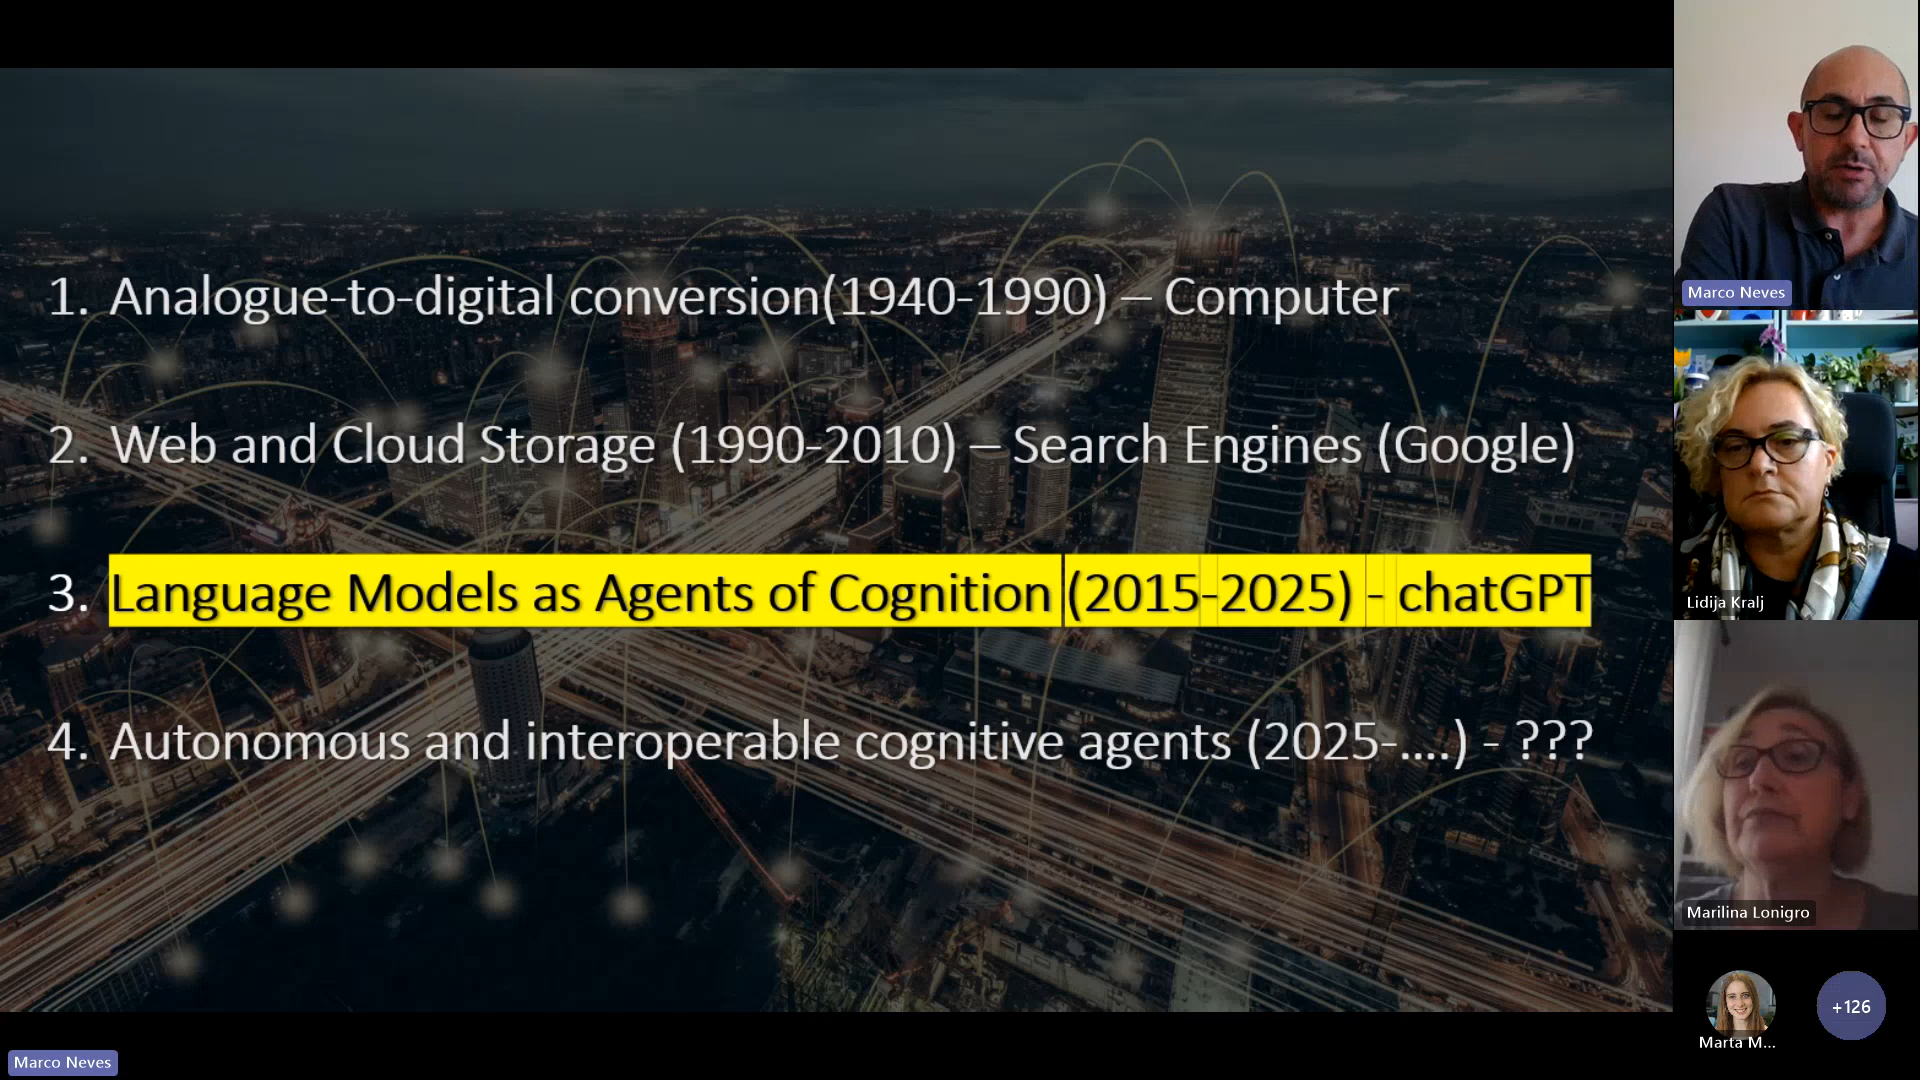 1. Analogue-to-digital conversion(1940-1990) – Computer
2. Web and Cloud Storage (1990-2010) – Search Engines (Google)
3. Language Models as Agents of Cognition (2015-2025) - chatGPT
4. Autonomous and interoperable cognitive agents (2025-....) - ???
Marco Neves
Lidija Kralj
Marilina Lonigro
Marta M...
+126
Marco Neves